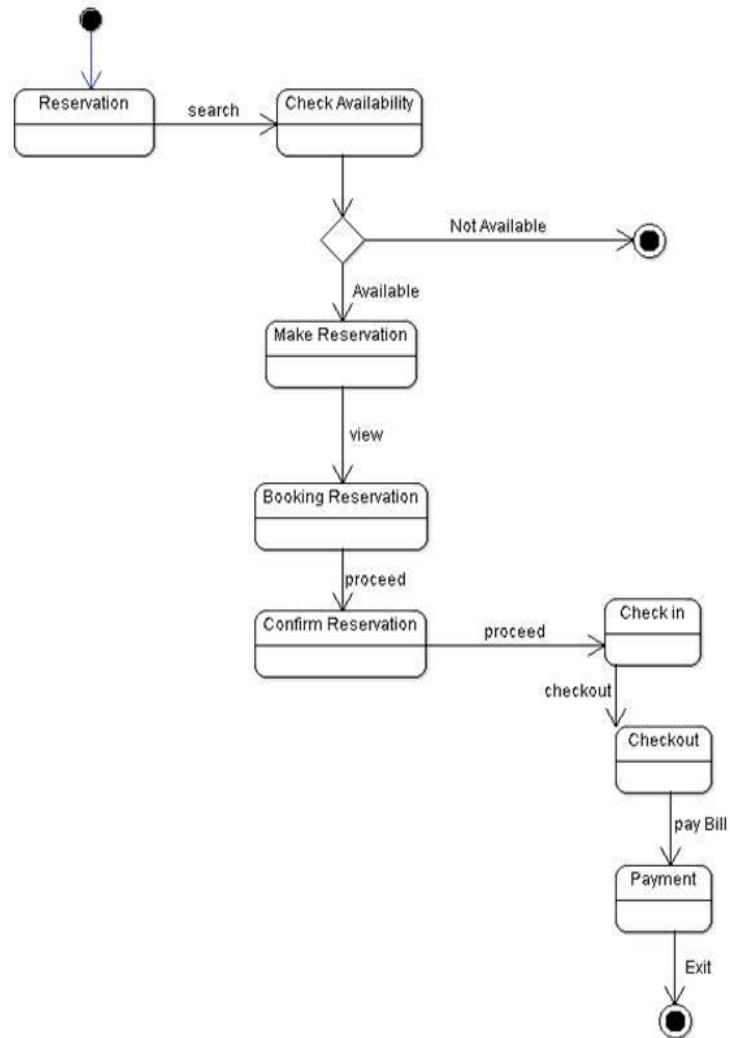 Reservation
search
Check Availability
Not Available
Available
Make Reservation
view
Booking Reservation
proceed
Confirm Reservation
proceed
Check in
checkout
Checkout
pay Bill
Payment
Exit